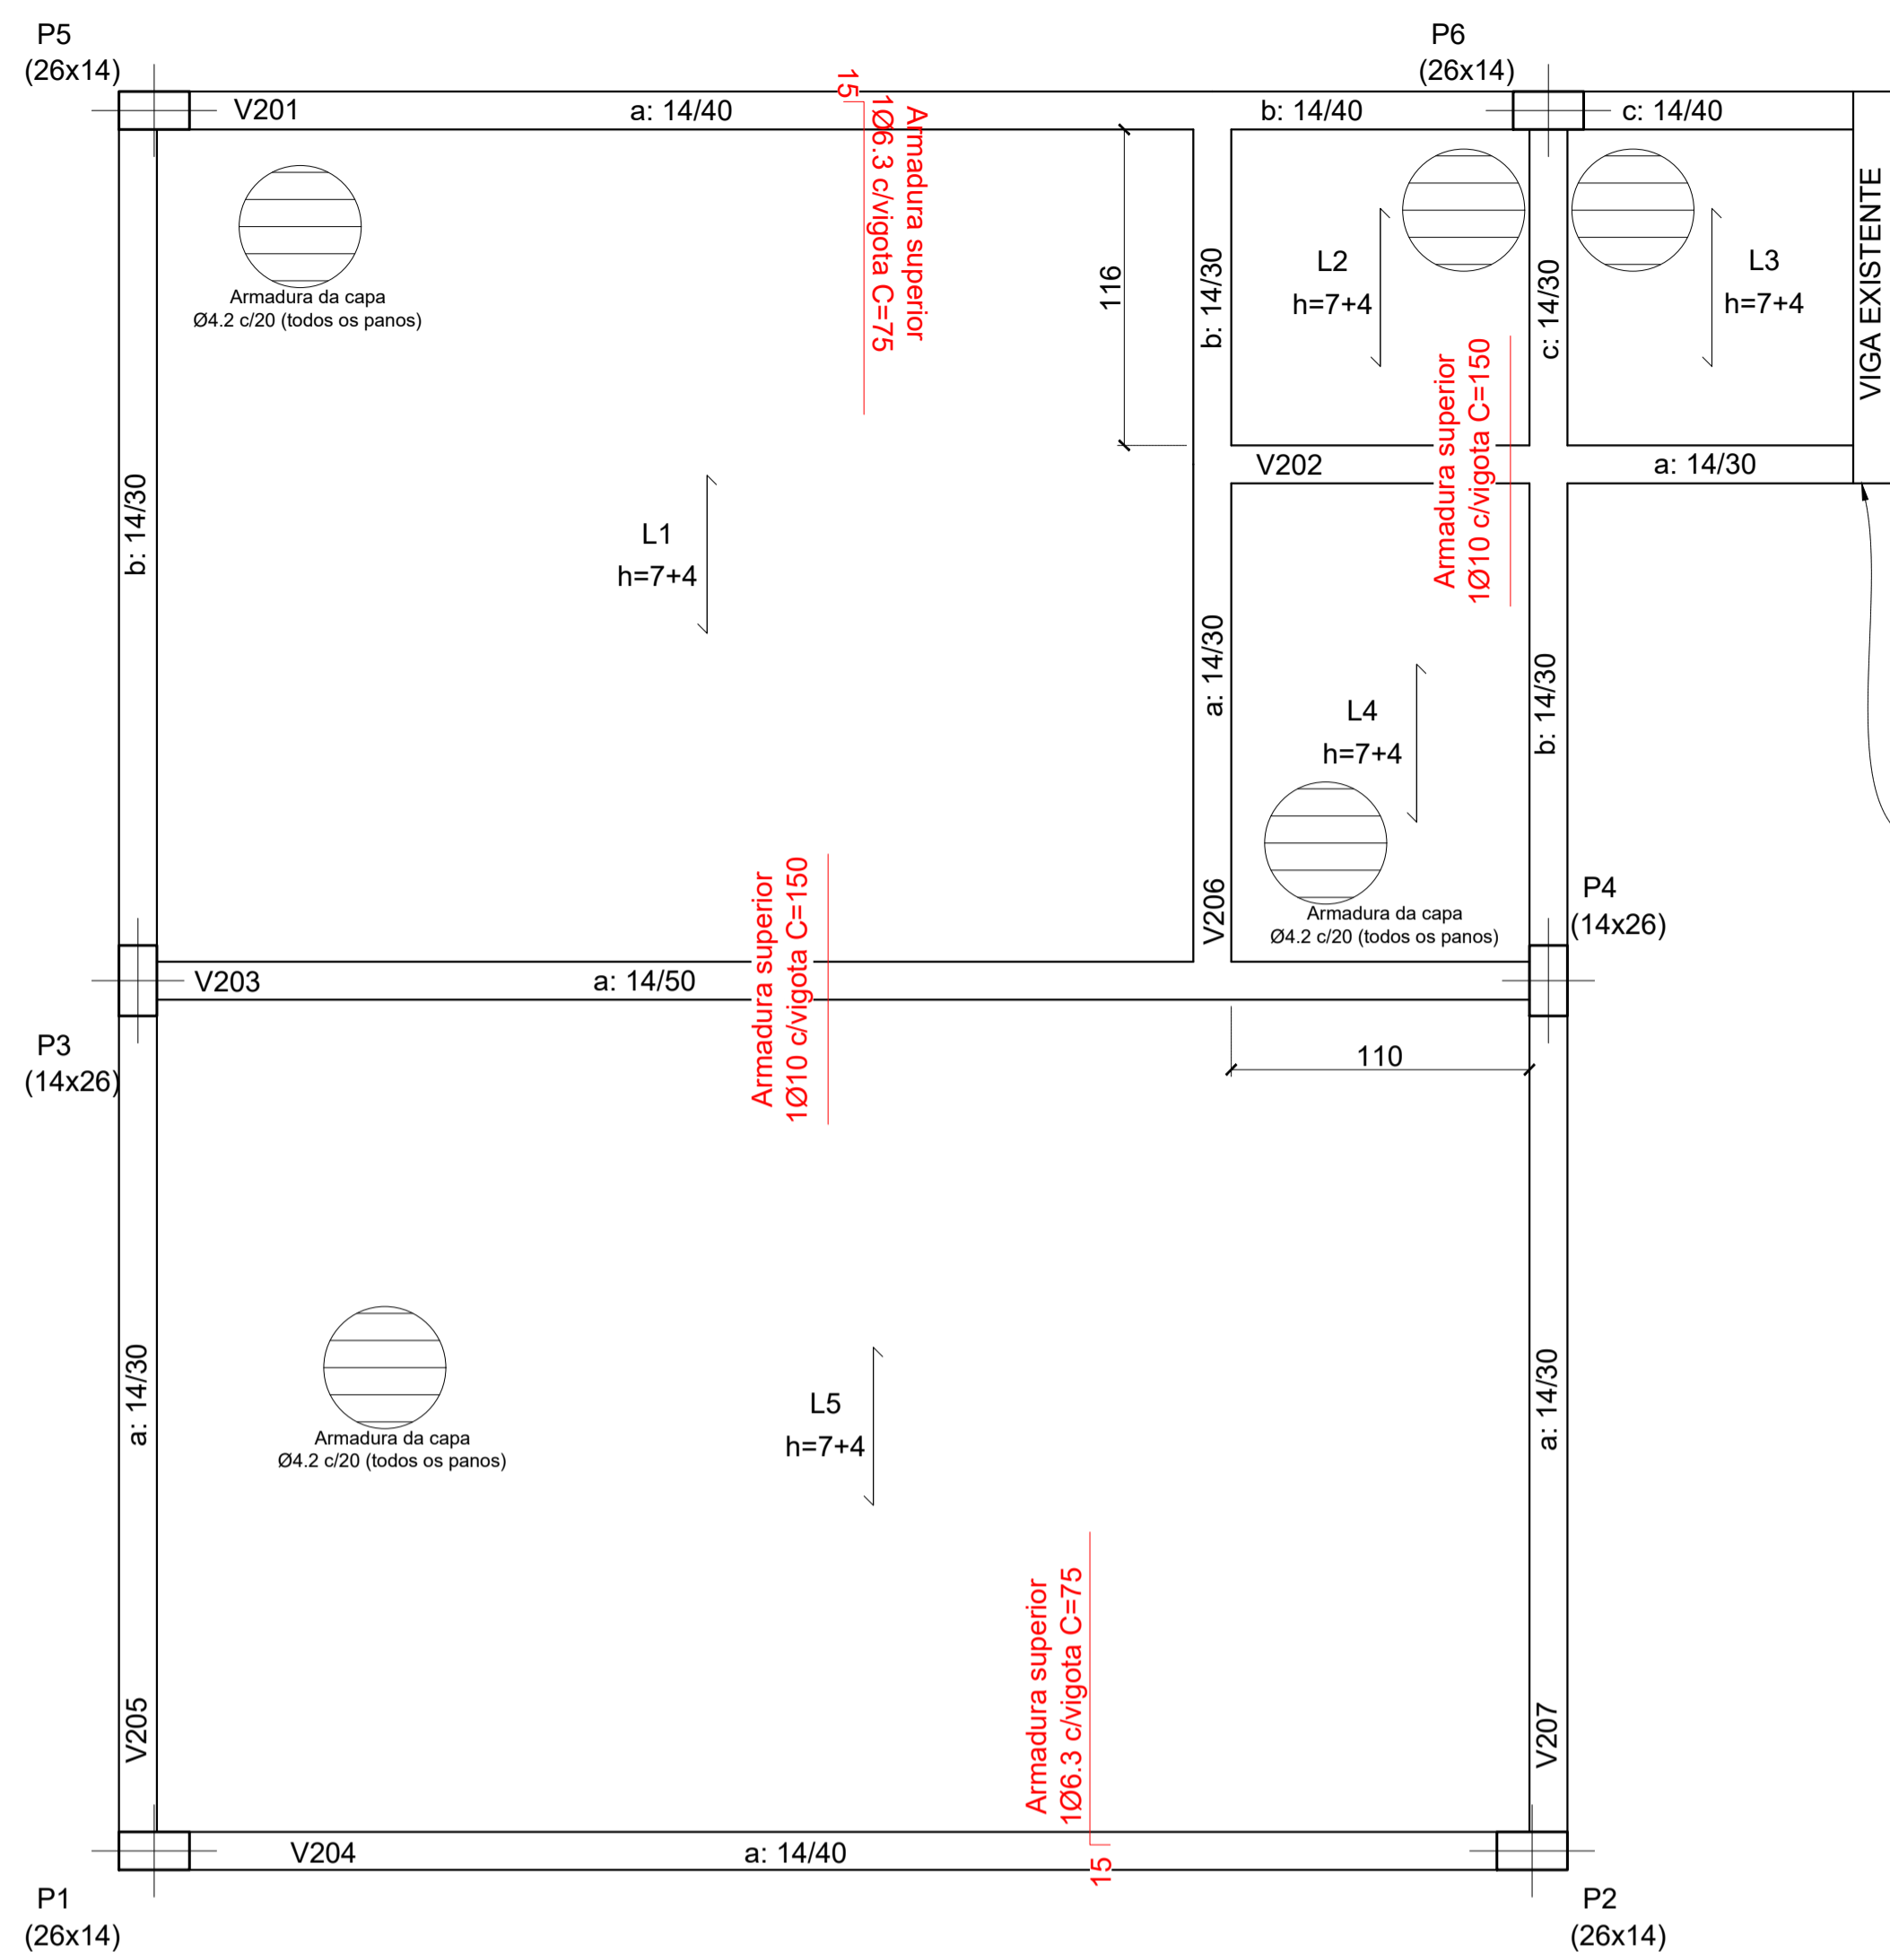 P5
(26x14)
P6
(26x14)
V201
a: 14/40
15
1Ø6.3 c/vigota C=75
Armadura superior
b: 14/40
c: 14/40
VIGA EXISTENTE
Armadura da capa
Ø4.2 c/20 (todos os panos)
116
b: 14/30
L2
h=7+4
c: 14/30
L3
h=7+4
Armadura superior
1Ø10 c/vigota C=150
V202
a: 14/30
b: 14/30
L1
h=7+4
a: 14/30
b: 14/30
L4
h=7+4
V206
Armadura da capa
Ø4.2 c/20 (todos os panos)
P4
(14x26)
Armadura superior
1Ø10 c/vigota C=150
V203
a: 14/50
P3
(14x26)
110
a: 14/30
L5
h=7+4
a: 14/30
Armadura da capa
Ø4.2 c/20 (todos os panos)
Armadura superior
1Ø6.3 c/vigota C=75
15
V205
V207
V204
a: 14/40
P1
(26x14)
P2
(26x14)